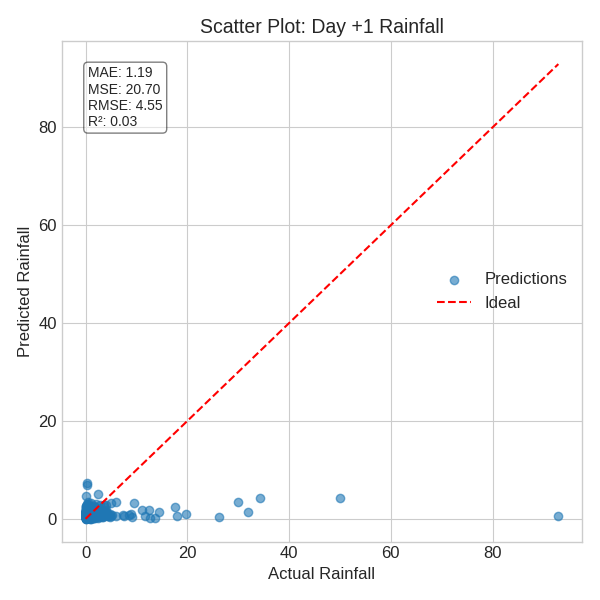 Scatter Plot: Day +1 Rainfall
MAE: 1.19
MSE: 20.70
RMSE: 4.55
R²: 0.03
80
60
40
20
0
Predicted Rainfall
Predictions
Ideal
0 20 40 60 80
Actual Rainfall